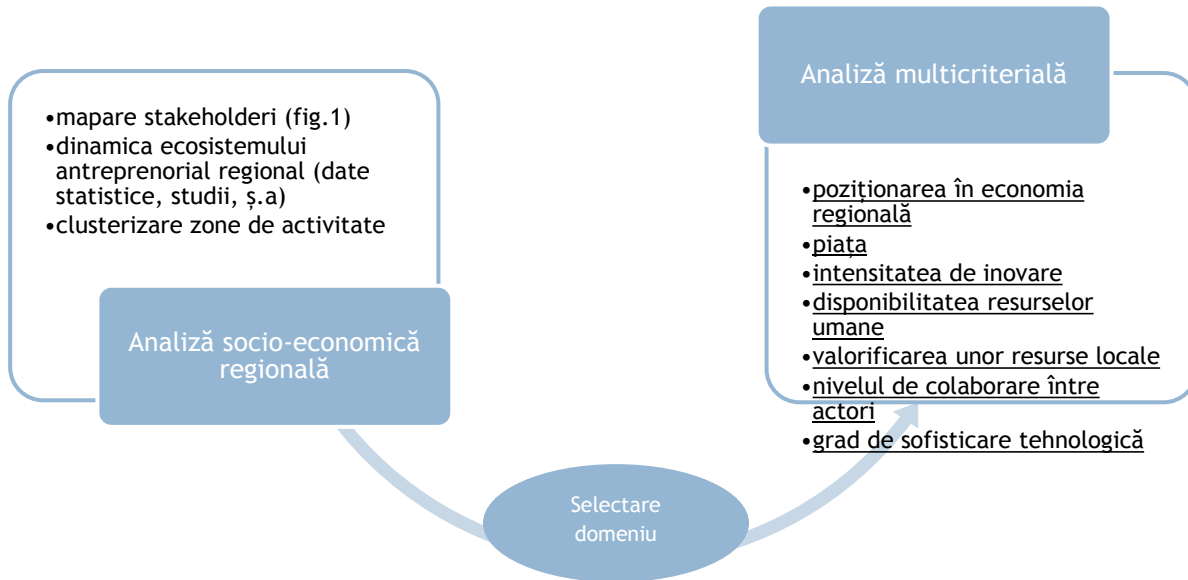 •mapare stakeholderi (fig.1)
•dinamica ecosistemului
antreprenorial regional (date
statistice, studii, ș.a)
•clusterizare zone de activitate
Analiză socio-economică
regională
Selectare
domeniu
Analiză multicriterială
•poziționarea în economia
regională
•piața
•intensitatea de inovare
•disponibilitatea resurselor
umane
•valorificarea unor resurse locale
•nivelul de colaborare între
actori
•grad de sofisticare tehnologică